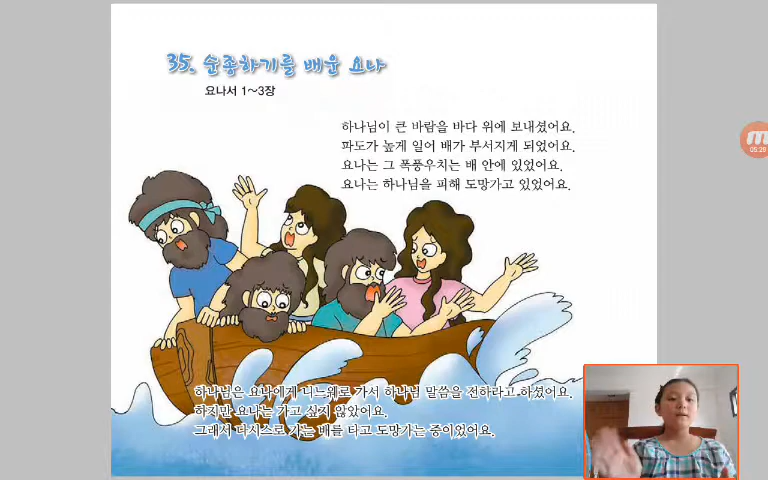 35. 순종하기를 배운 요나
요나서 1~3장
하나님이 큰 바람을 바다 위에 보내셨어요.
파도가 높게 일어 배가 부서지게 되었어요.
요나는 그 폭풍우치는 배 안에 있었어요.
요나는 하나님을 피해 도망가고 있었어요.
05:28
하나님은 요나에게 니느웨로 가서 하나님 말씀을 전하라고 하셨어요.
하지만 요나는 가고 싶지 않았어요.
그래서 다시스로 가는 배를 타고 도망가는 중이었어요.